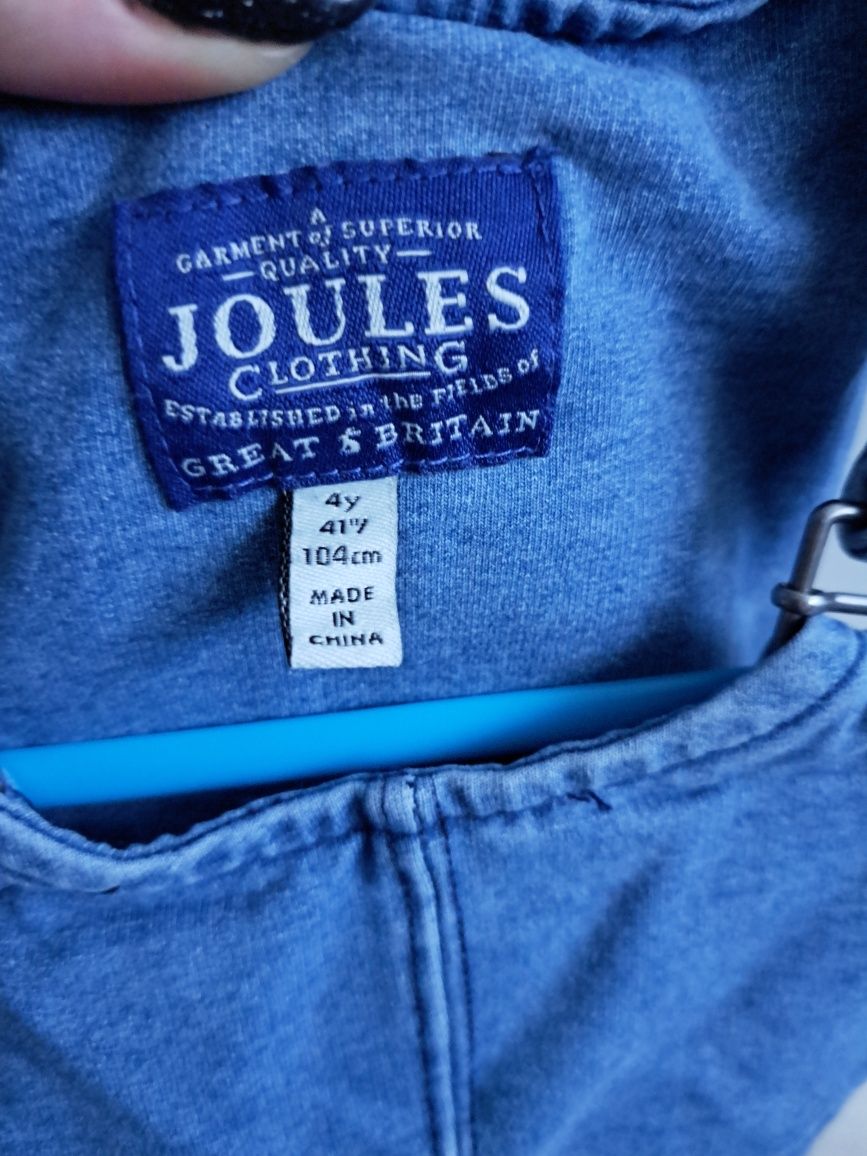 A
GARMENT of SUPERIOR
QUALITY
JOULES
CLOTHING
ESTABLISHED in the FIELDS of
GREAT & BRITAIN
4y
41"/
104cm
MADE
IN
CHINA